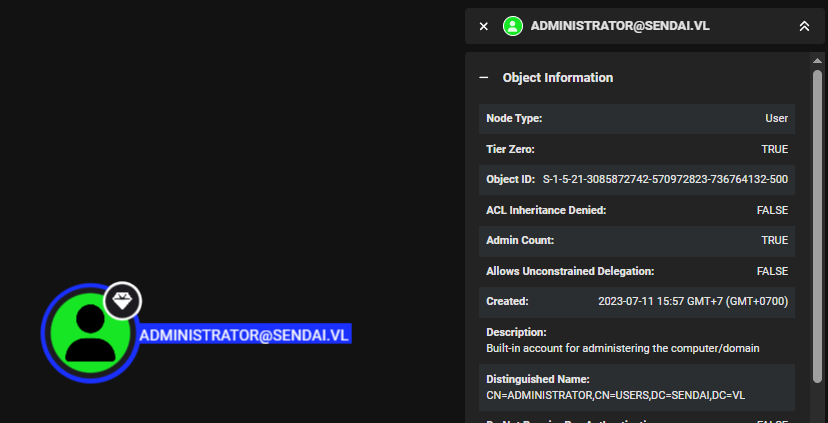 ADMINISTRATOR@SENDAI.VL
Object Information
Node Type: User
Tier Zero: TRUE
Object ID: S-1-5-21-3085872742-570972823-736764132-500
ACL Inheritance Denied: FALSE
Admin Count: TRUE
Allows Unconstrained Delegation: FALSE
Created: 2023-07-11 15:57 GMT+7 (GMT+0700)
Description:
Built-in account for administering the computer/domain
Distinguished Name:
CN=ADMINISTRATOR,CN=USERS,DC=SENDAI,DC=VL
ADMINISTRATOR@SENDAI.VL